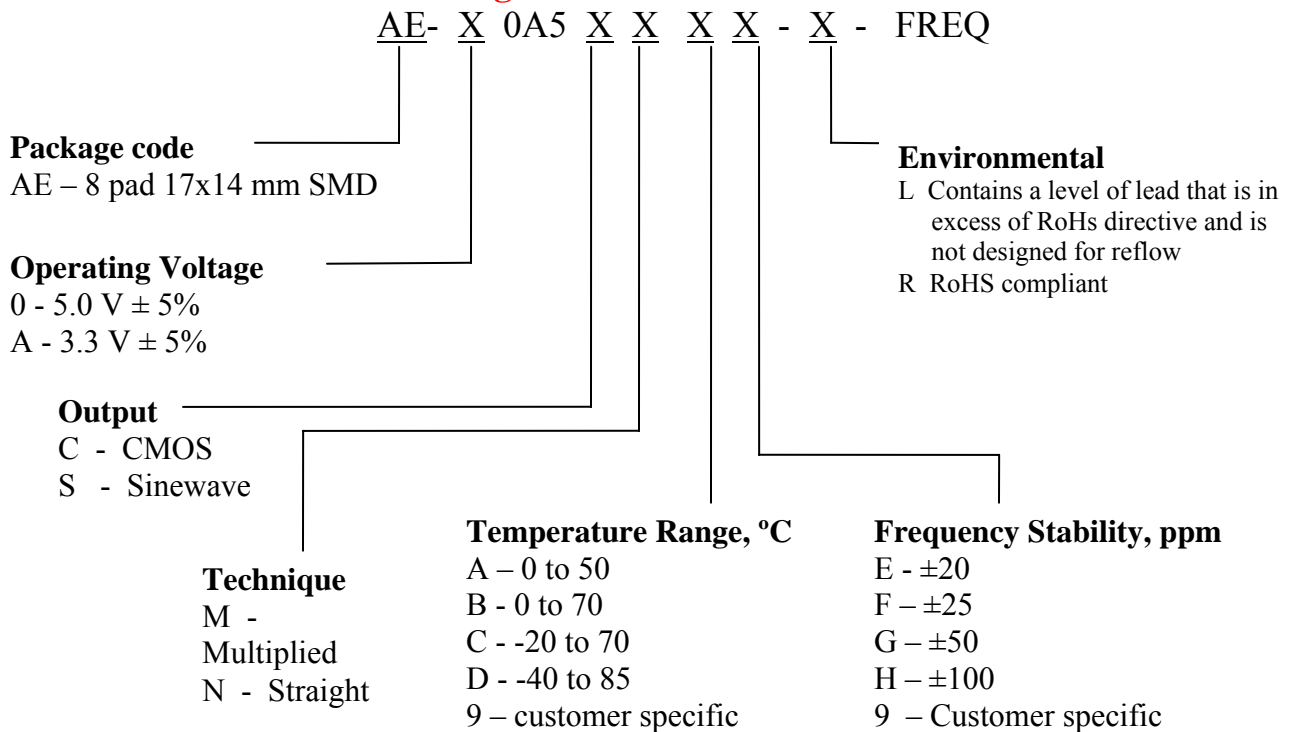 AE- X 0A5 X X X X - X - FREQ
Package code
AE – 8 pad 17x14 mm SMD
Operating Voltage
0 - 5.0 V ± 5%
A - 3.3 V ± 5%
Output
C - CMOS
S - Sinewave
Technique
M -
Multiplied
N - Straight
Temperature Range, ºC
A – 0 to 50
B - 0 to 70
C - -20 to 70
D - -40 to 85
9 – customer specific
Frequency Stability, ppm
E - ±20
F – ±25
G – ±50
H – ±100
9 – Customer specific
Environmental
L Contains a level of lead that is in
excess of RoHs directive and is
not designed for reflow
R RoHS compliant